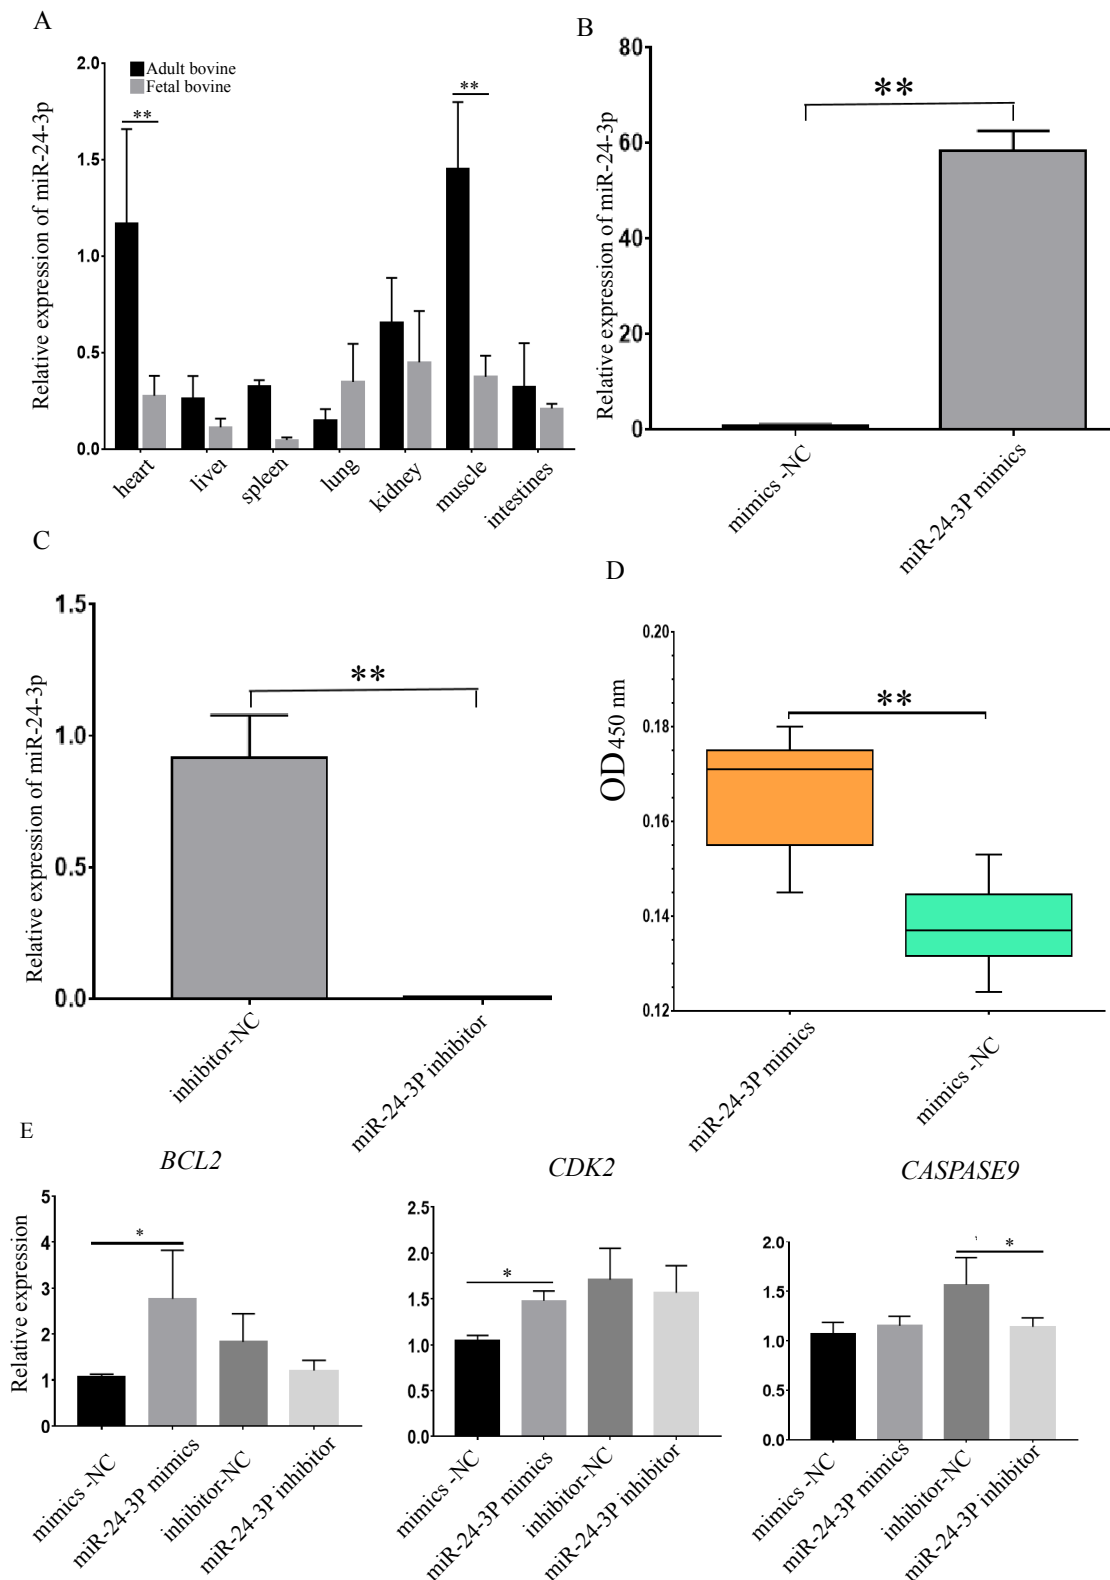 A
Relative expression of miR-24-3p
2.0
1.5
1.0
0.5
0.0
Adult bovine
Fetal bovine
**
**
heart
liver
spleen
lung
kidney
muscle
intestines
B
Relative expression of miR-24-3p
80
60
40
20
0
**
mimics -NC
miR-24-3P mimics
C
Relative expression of miR-24-3p
1.5
1.0
0.5
0.0
**
inhibitor-NC
miR-24-3P inhibitor
D
OD450 nm
0.20
0.18
0.16
0.14
0.12
**
miR-24-3P mimics
mimics -NC
E
BCL2
Relative expression
5
4
3
2
1
0
*
mimics -NC
miR-24-3P mimics
inhibitor-NC
miR-24-3P inhibitor
CDK2
2.5
2.0
1.5
1.0
0.5
0.0
*
mimics -NC
miR-24-3P mimics
inhibitor-NC
miR-24-3P inhibitor
CASPASE9
2.0
1.5
1.0
0.5
0.0
*
mimics -NC
miR-24-3P mimics
inhibitor-NC
miR-24-3P inhibitor